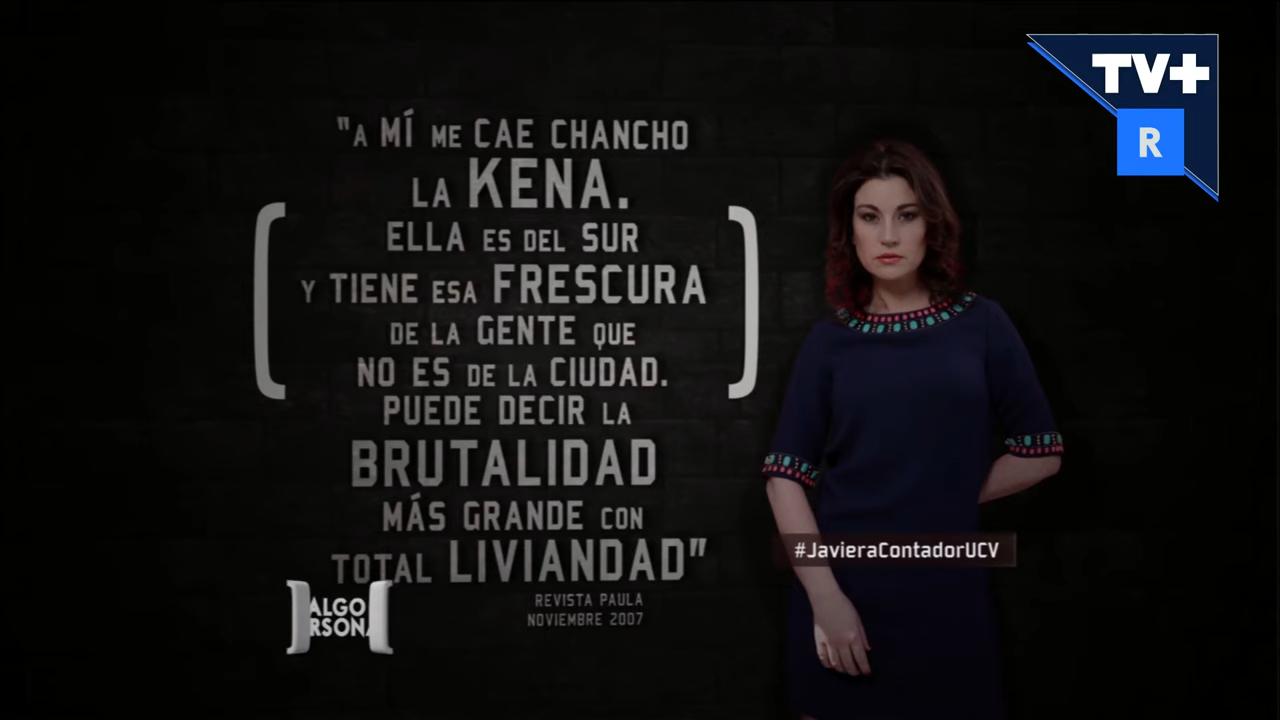 TV+
R
"A MÍ ME CAE CHANCHO
LA KENA.
ELLA ES DEL SUR
Y TIENE ESA FRESCURA
DE LA GENTE QUE
NO ES DE LA CIUDAD.
PUEDE DECIR LA
BRUTALIDAD
MÁS GRANDE CON
TOTAL LIVIANDAD"
REVISTA PAULA
NOVIEMBRE 2007
#JavieraContadorUCV
ALGO
RSONA